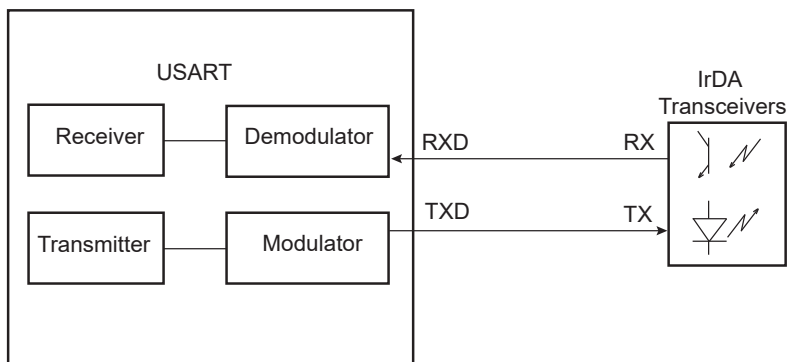 USART
IrDA
Transceivers
Receiver
Demodulator
RXD
RX
Transmitter
Modulator
TXD
TX